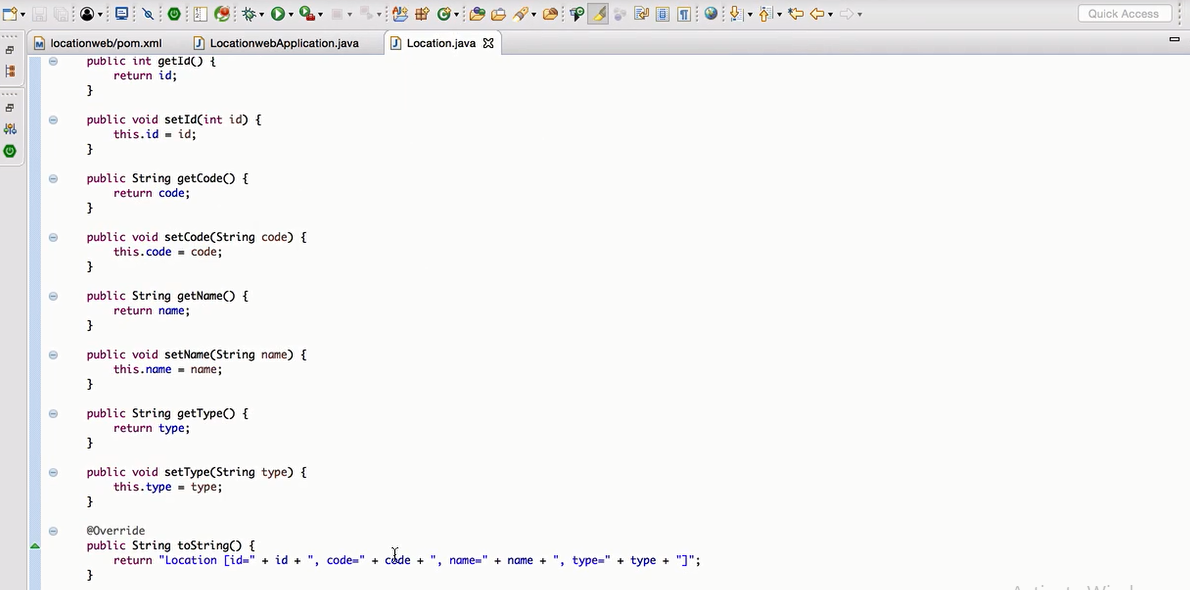 Quick Access
locationweb/pom.xml LocationwebApplication.java Location.java
public int getId() {
return id;
}
public void setId(int id) {
this.id = id;
}
public String getCode() {
return code;
}
public void setCode(String code) {
this.code = code;
}
public String getName() {
return name;
}
public void setName(String name) {
this.name = name;
}
public String getType() {
return type;
}
public void setType(String type) {
this.type = type;
}
@Override
public String toString() {
return "Location [id=" + id + ", code=" + code + ", name=" + name + ", type=" + type + "]";
}